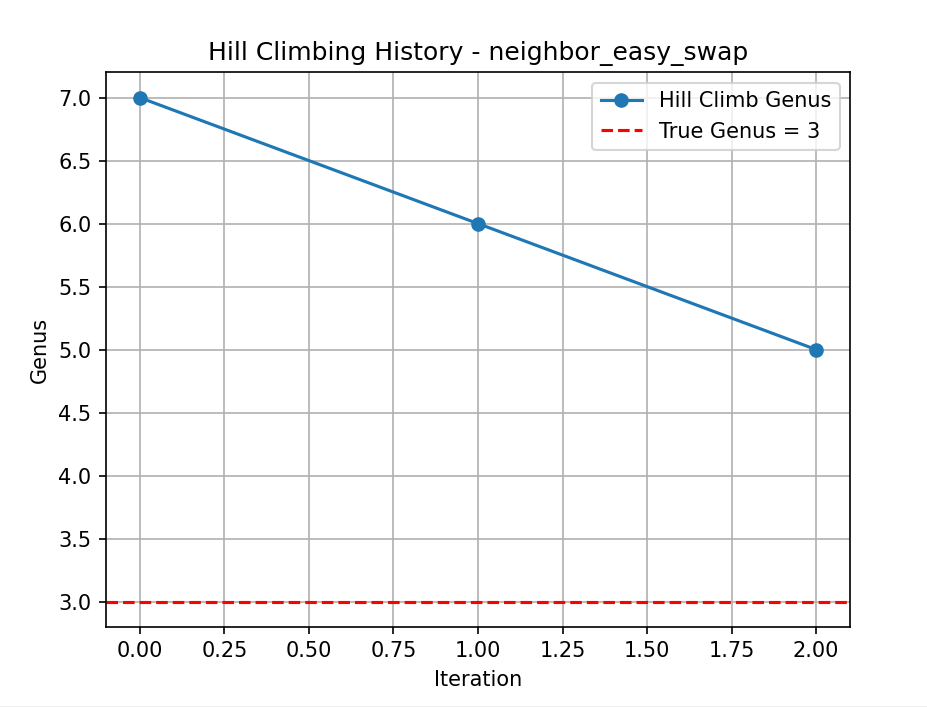 Hill Climbing History - neighbor_easy_swap
Hill Climb Genus
True Genus = 3
7.0
6.5
6.0
5.5
5.0
4.5
4.0
3.5
3.0
Genus
0.00 0.25 0.50 0.75 1.00 1.25 1.50 1.75 2.00
Iteration